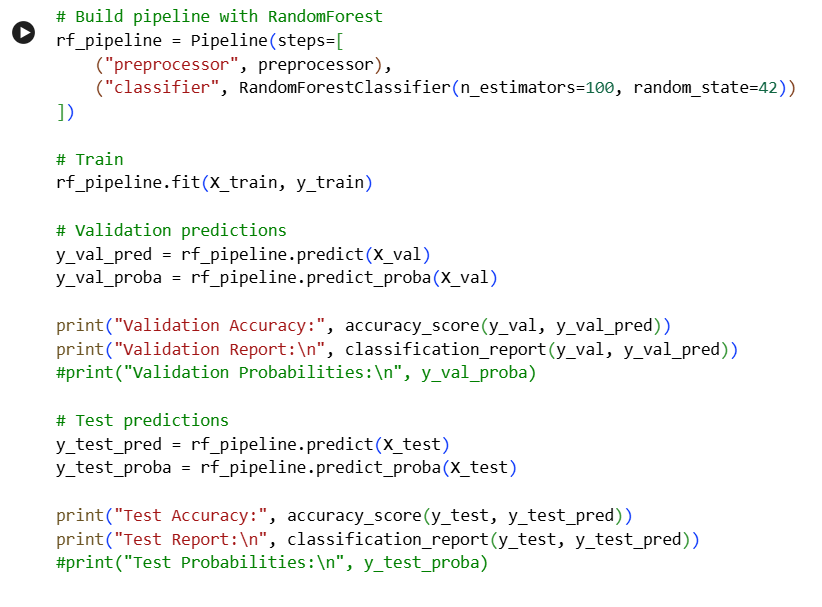 # Build pipeline with RandomForest
rf_pipeline = Pipeline(steps=[
    ("preprocessor", preprocessor),
    ("classifier", RandomForestClassifier(n_estimators=100, random_state=42))
])

# Train
rf_pipeline.fit(X_train, y_train)

# Validation predictions
y_val_pred = rf_pipeline.predict(X_val)
y_val_proba = rf_pipeline.predict_proba(X_val)

print("Validation Accuracy:", accuracy_score(y_val, y_val_pred))
print("Validation Report:\n", classification_report(y_val, y_val_pred))
#print("Validation Probabilities:\n", y_val_proba)

# Test predictions
y_test_pred = rf_pipeline.predict(X_test)
y_test_proba = rf_pipeline.predict_proba(X_test)

print("Test Accuracy:", accuracy_score(y_test, y_test_pred))
print("Test Report:\n", classification_report(y_test, y_test_pred))
#print("Test Probabilities:\n", y_test_proba)